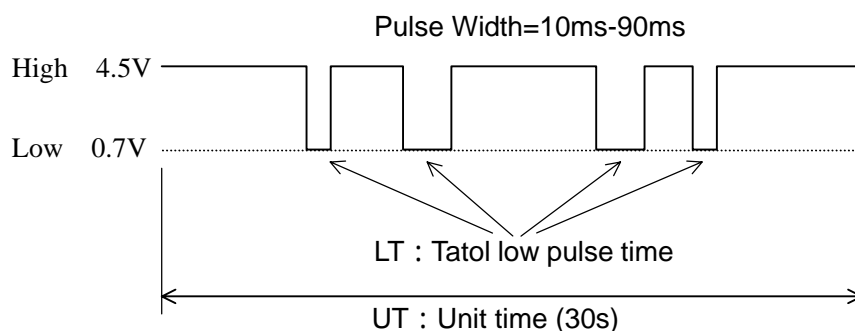 Pulse Width=10ms-90ms
High 4.5V
Low 0.7V
LT : Tatol low pulse time
UT : Unit time (30s)